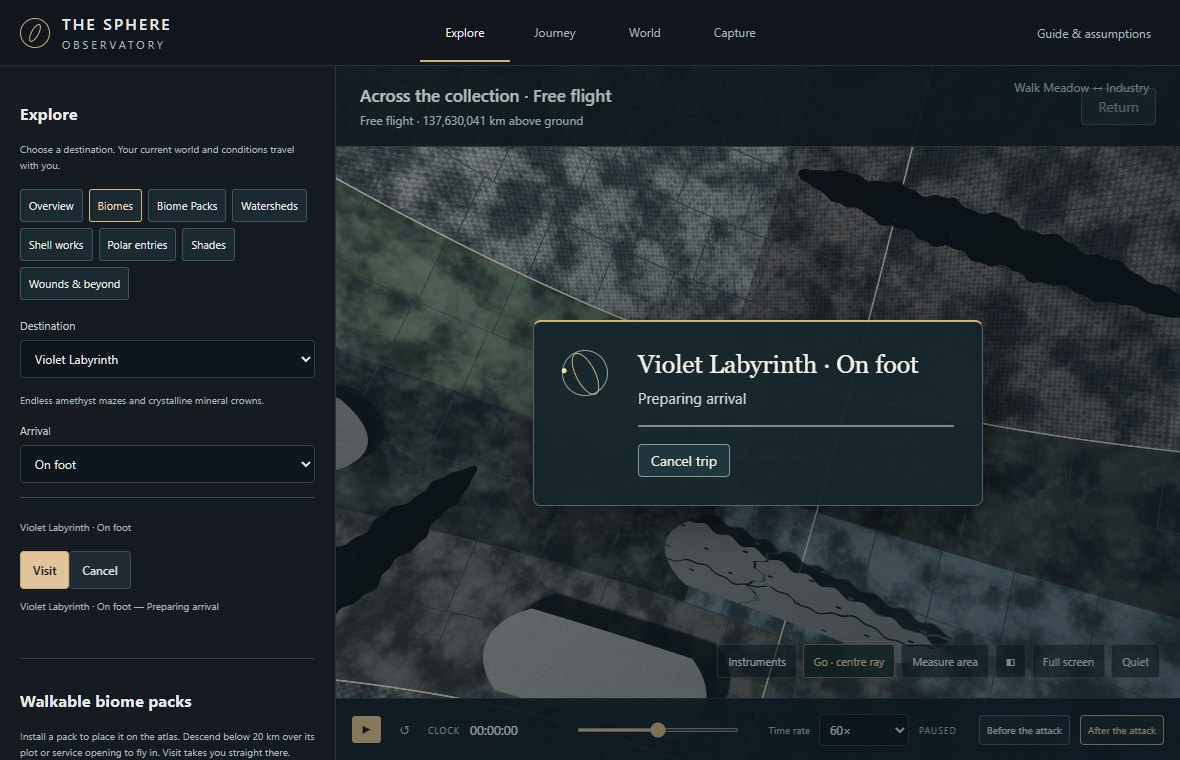 THE SPHERE
OBSERVATORY
Explore
Journey
World
Capture
Guide & assumptions
Explore
Choose a destination. Your current world and conditions travel
with you.
Overview
Biomes
Biome Packs
Watersheds
Shell works
Polar entries
Shades
Wounds & beyond
Destination
Violet Labyrinth
Endless amethyst mazes and crystalline mineral crowns.
Arrival
On foot
Violet Labyrinth · On foot
Visit
Cancel
Violet Labyrinth · On foot — Preparing arrival
Walkable biome packs
Install a pack to place it on the atlas. Descend below 20 km over its
plot or service opening to fly in. Visit takes you straight there.
Across the collection · Free flight
Free flight · 137,630,041 km above ground
Walk Meadow ↔ Industry
Return
Violet Labyrinth · On foot
Preparing arrival
Cancel trip
Instruments
Go · centre ray
Measure area
Full screen
Quiet
CLOCK 00:00:00
Time rate
60×
PAUSED
Before the attack
After the attack